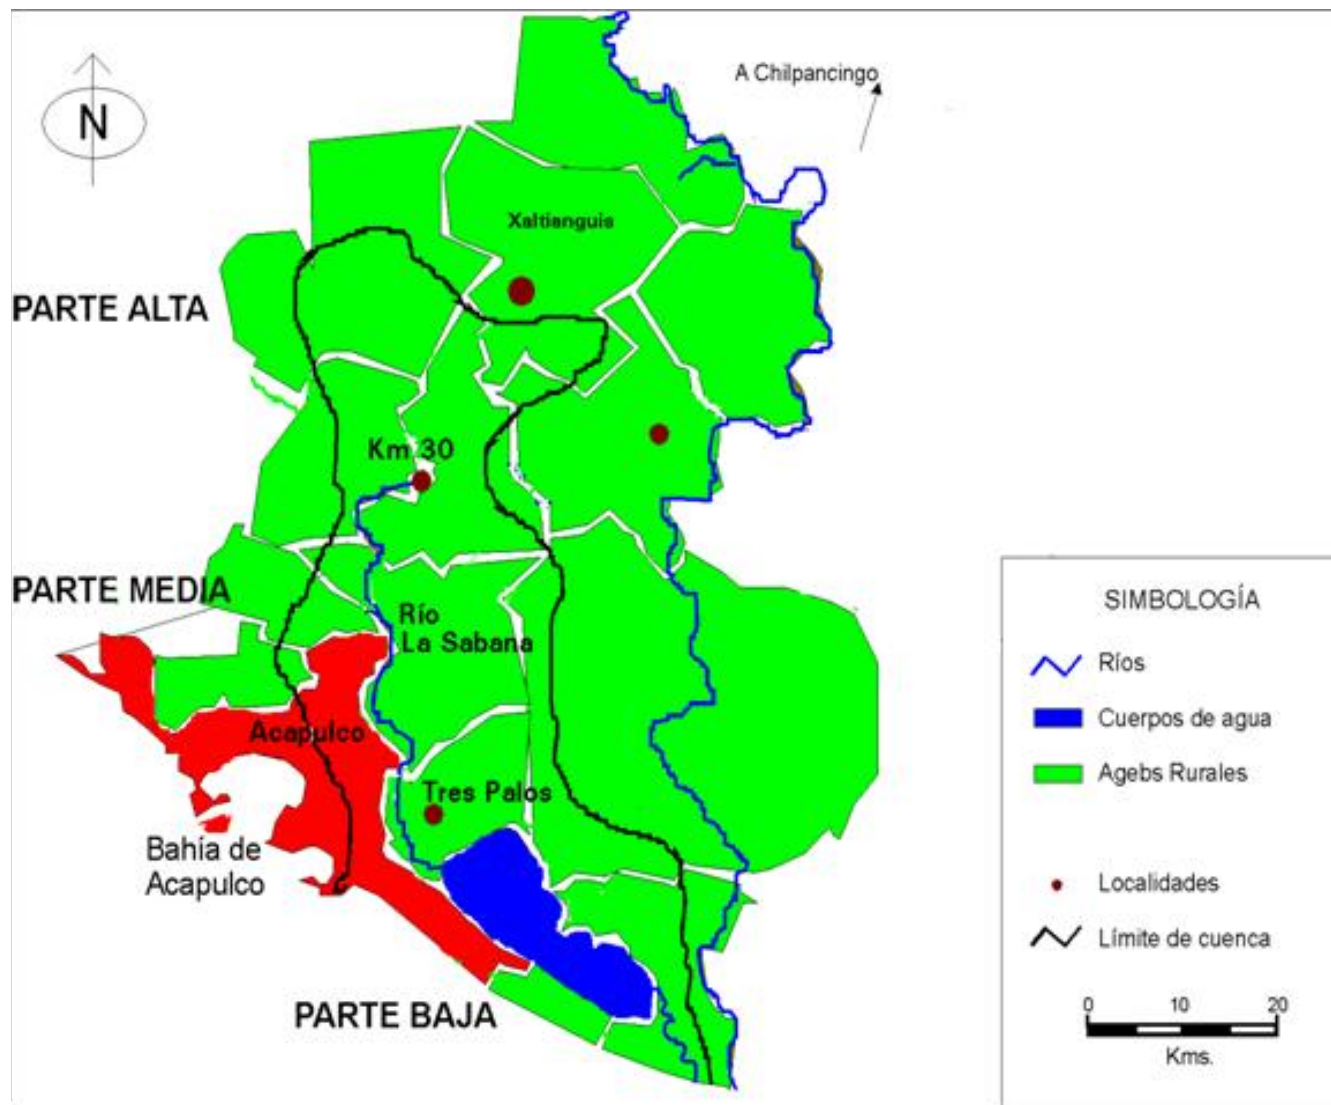 A Chilpancingo
N
Xaltianguis
PARTE ALTA
Km 30
PARTE MEDIA
Río
La Sabana
Acapulco
Tres Palos
Bahía de
Acapulco
PARTE BAJA
SIMBOLOGÍA
Ríos
Cuerpos de agua
Agebs Rurales
Localidades
Límite de cuenca
0 10 20
Kms.